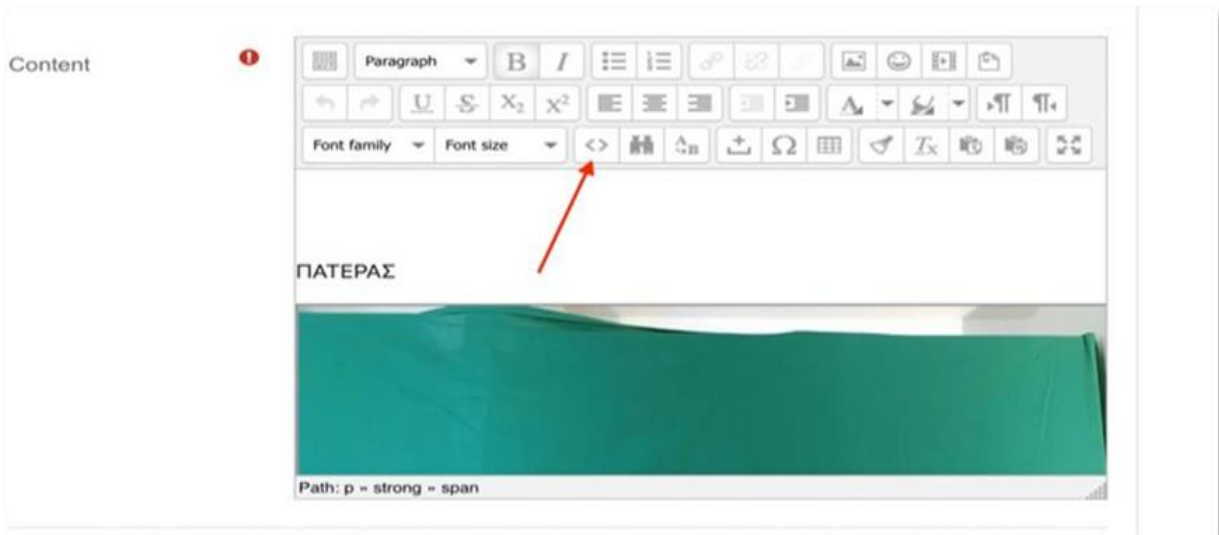 Content
Paragraph
Font family Font size
ΠΑΤΕΡΑΣ
Path: p » strong » span